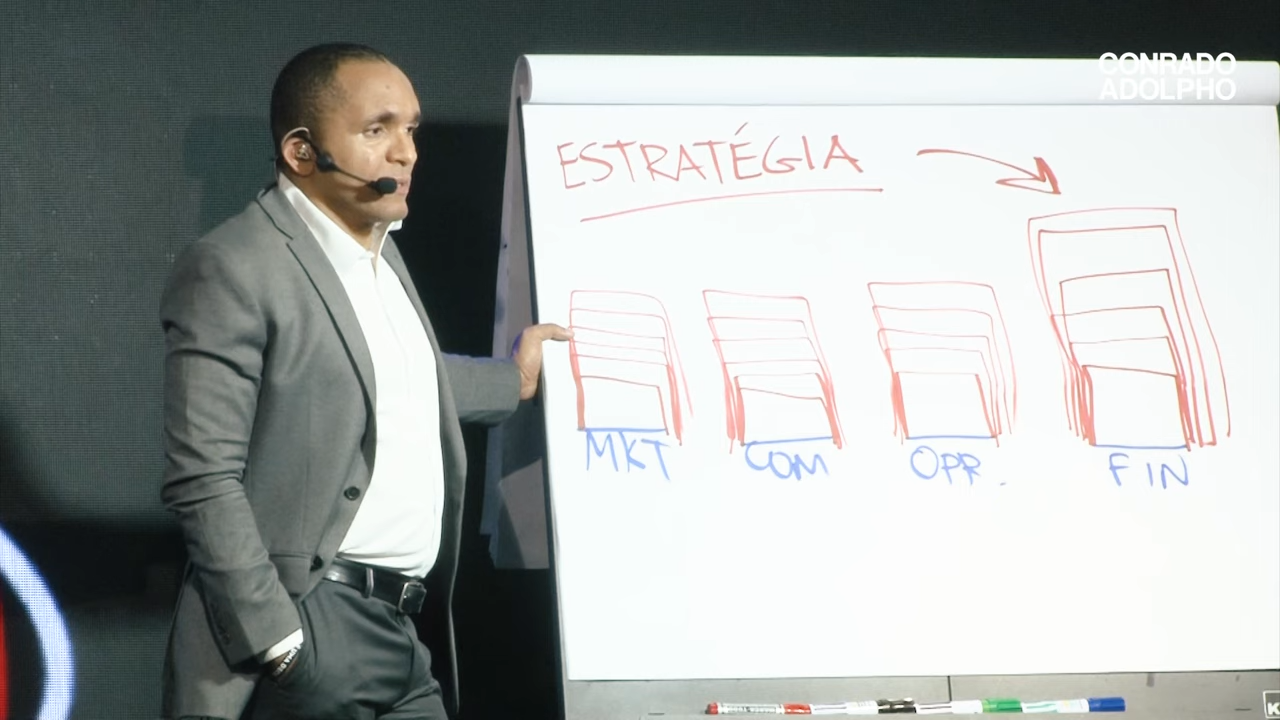 CONRADO
ADOLPHO
ESTRATÉGIA
MKT
COM
OPR.
FIN
K